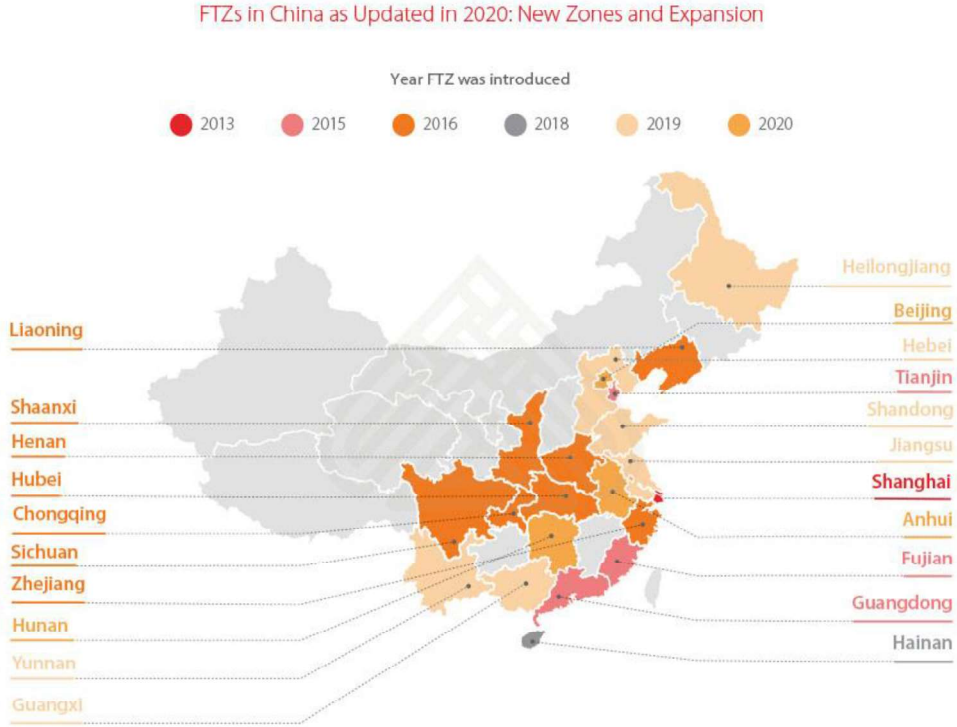 FTZs in China as Updated in 2020: New Zones and Expansion
Year FTZ was introduced
2013
2015
2016
2018
2019
2020
Liaoning
Shaanxi
Henan
Hubei
Chongqing
Sichuan
Zhejiang
Hunan
Yunnan
Guangxi
Heilongjiang
Beijing
Hebei
Tianjin
Shandong
Jiangsu
Shanghai
Anhui
Fujian
Guangdong
Hainan